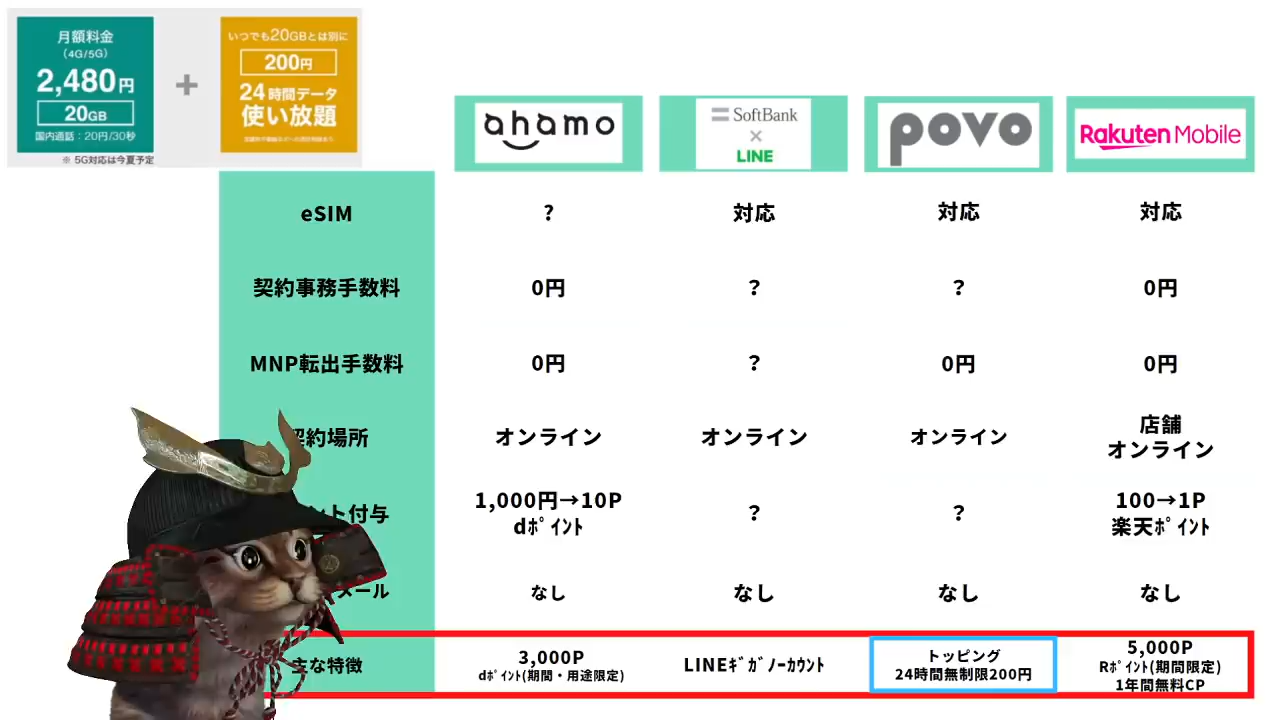 月額料金
(4G/5G)
2,480円
20GB
国内通話：20円/30秒
※ 5G対応は今夏予定
+
いつでも20GBとは別に
200円
24時間データ
使い放題
ahamo
SoftBank
×
LINE
povo
Rakuten Mobile
eSIM
?
対応
対応
対応
契約事務手数料
0円
?
?
0円
MNP転出手数料
0円
?
0円
0円
契約場所
オンライン
オンライン
オンライン
店舗
オンライン
ント付与
1,000円→10P
dﾎﾟｲﾝﾄ
?
?
100→1P
楽天ﾎﾟｲﾝﾄ
メール
なし
なし
なし
なし
主な特徴
3,000P
dﾎﾟｲﾝﾄ(期間・用途限定)
LINEｷﾞｶﾞﾉｰｶｳﾝﾄ
トッピング
24時間無制限200円
5,000P
Rﾎﾟｲﾝﾄ(期間限定)
1年間無料CP